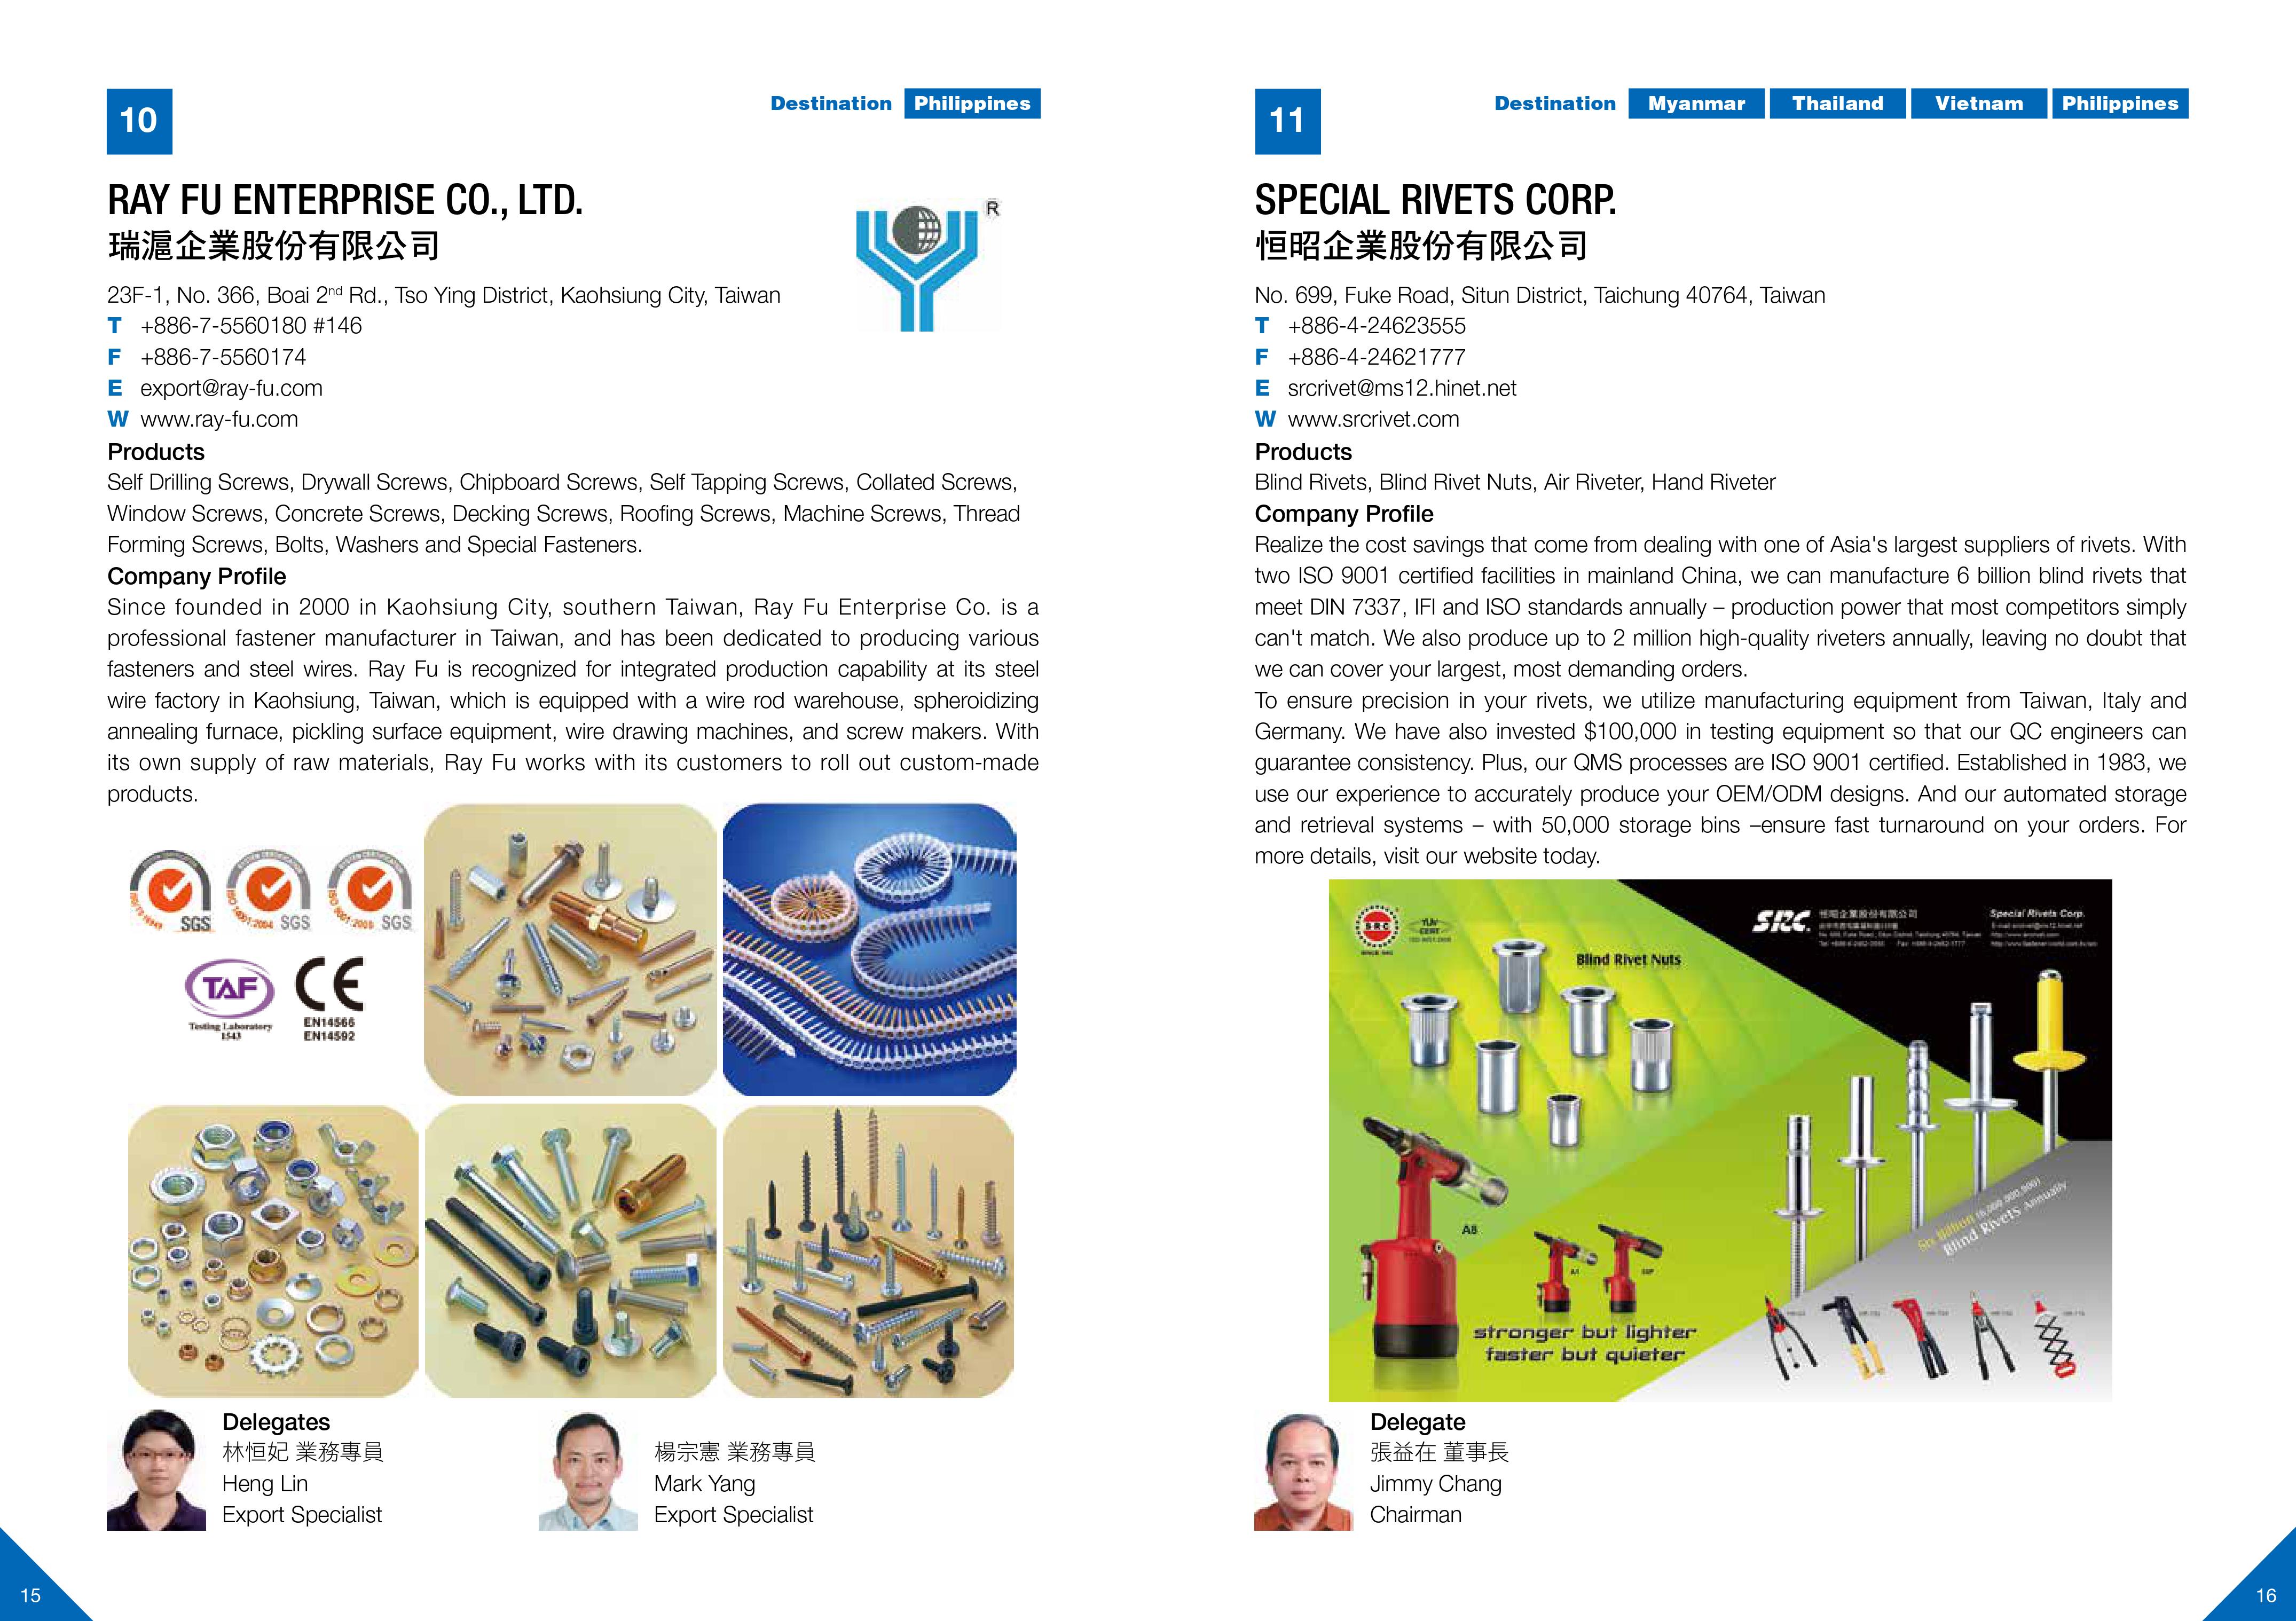 10
Destination Philippines
RAY FU ENTERPRISE CO., LTD.
瑞滬企業股份有限公司
R
23F-1, No. 366, Boai 2nd Rd., Tso Ying District, Kaohsiung City, Taiwan
T +886-7-5560180 #146
F +886-7-5560174
E export@ray-fu.com
W www.ray-fu.com
Products
Self Drilling Screws, Drywall Screws, Chipboard Screws, Self Tapping Screws, Collated Screws,
Window Screws, Concrete Screws, Decking Screws, Roofing Screws, Machine Screws, Thread
Forming Screws, Bolts, Washers and Special Fasteners.
Company Profile
Since founded in 2000 in Kaohsiung City, southern Taiwan, Ray Fu Enterprise Co. is a
professional fastener manufacturer in Taiwan, and has been dedicated to producing various
fasteners and steel wires. Ray Fu is recognized for integrated production capability at its steel
wire factory in Kaohsiung, Taiwan, which is equipped with a wire rod warehouse, spheroidizing
annealing furnace, pickling surface equipment, wire drawing machines, and screw makers. With
its own supply of raw materials, Ray Fu works with its customers to roll out custom-made
products.
SGS
SYSTEM CERTIFICATION
ISO 14001:2004 SGS
SYSTEM CERTIFICATION
ISO 9001:2008 SGS
TAF
Testing Laboratory
1543
CE
EN14566
EN14592
Delegates
林恒妃 業務專員
Heng Lin
Export Specialist
楊宗憲 業務專員
Mark Yang
Export Specialist
15
11
Destination Myanmar Thailand Vietnam Philippines
SPECIAL RIVETS CORP.
恒昭企業股份有限公司
No. 699, Fuke Road, Situn District, Taichung 40764, Taiwan
T +886-4-24623555
F +886-4-24621777
E srcrivet@ms12.hinet.net
W www.srcrivet.com
Products
Blind Rivets, Blind Rivet Nuts, Air Riveter, Hand Riveter
Company Profile
Realize the cost savings that come from dealing with one of Asia's largest suppliers of rivets. With
two ISO 9001 certified facilities in mainland China, we can manufacture 6 billion blind rivets that
meet DIN 7337, IFI and ISO standards annually – production power that most competitors simply
can't match. We also produce up to 2 million high-quality riveters annually, leaving no doubt that
we can cover your largest, most demanding orders.
To ensure precision in your rivets, we utilize manufacturing equipment from Taiwan, Italy and
Germany. We have also invested $100,000 in testing equipment so that our QC engineers can
guarantee consistency. Plus, our QMS processes are ISO 9001 certified. Established in 1983, we
use our experience to accurately produce your OEM/ODM designs. And our automated storage
and retrieval systems – with 50,000 storage bins –ensure fast turnaround on your orders. For
more details, visit our website today.
SRC
TUV
CERT
SRC. 恒昭企業股份有限公司
Special Rivets Corp.
Blind Rivet Nuts
A8
A1
Six Billion (6,000,000,000)
Blind Rivets Annually
stronger but lighter
faster but quieter
Delegate
張益在 董事長
Jimmy Chang
Chairman
16